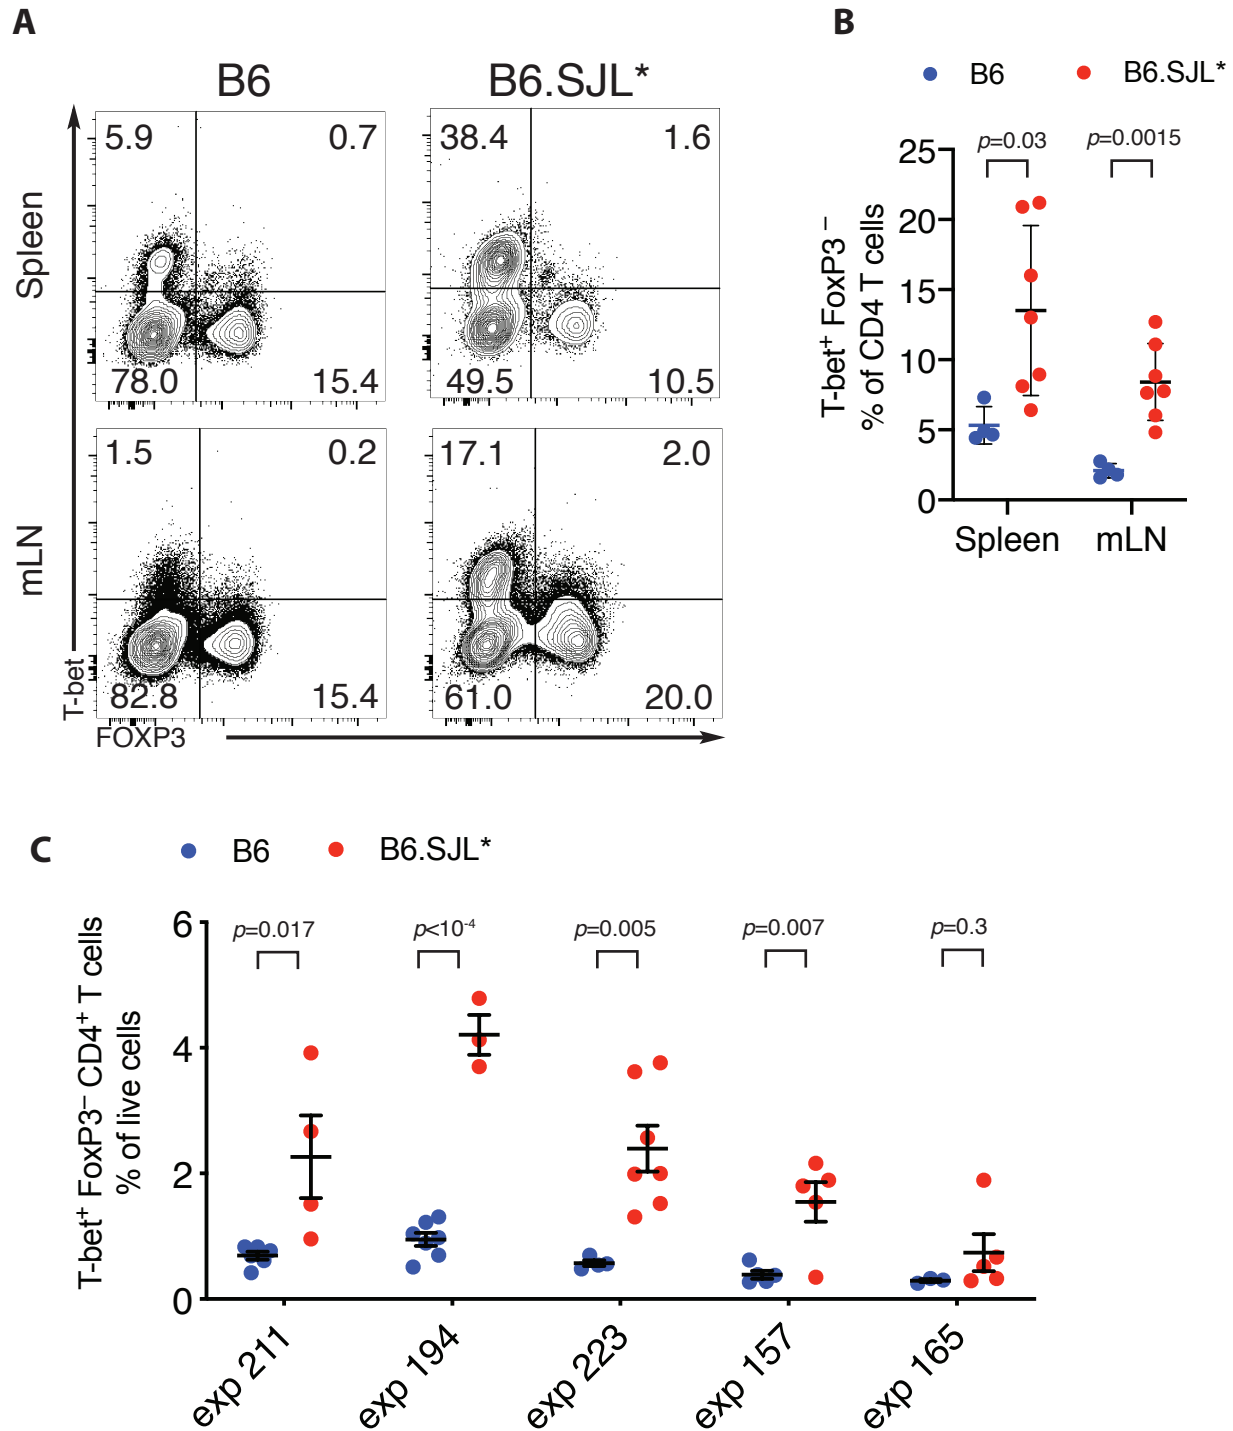 A
B6
B6.SJL*
Spleen
5.9
0.7
78.0
15.4
38.4
1.6
49.5
10.5
mLN
1.5
0.2
82.8
15.4
17.1
2.0
61.0
20.0
T-bet
FOXP3
B
B6
B6.SJL*
p=0.03
p=0.0015
T-bet⁺ FoxP3⁻
% of CD4 T cells
25
20
15
10
5
0
Spleen
mLN
C
B6
B6.SJL*
T-bet⁺ FoxP3⁻ CD4⁺ T cells
% of live cells
6
4
2
0
p=0.017
p<10⁻⁴
p=0.005
p=0.007
p=0.3
exp 211
exp 194
exp 223
exp 157
exp 165